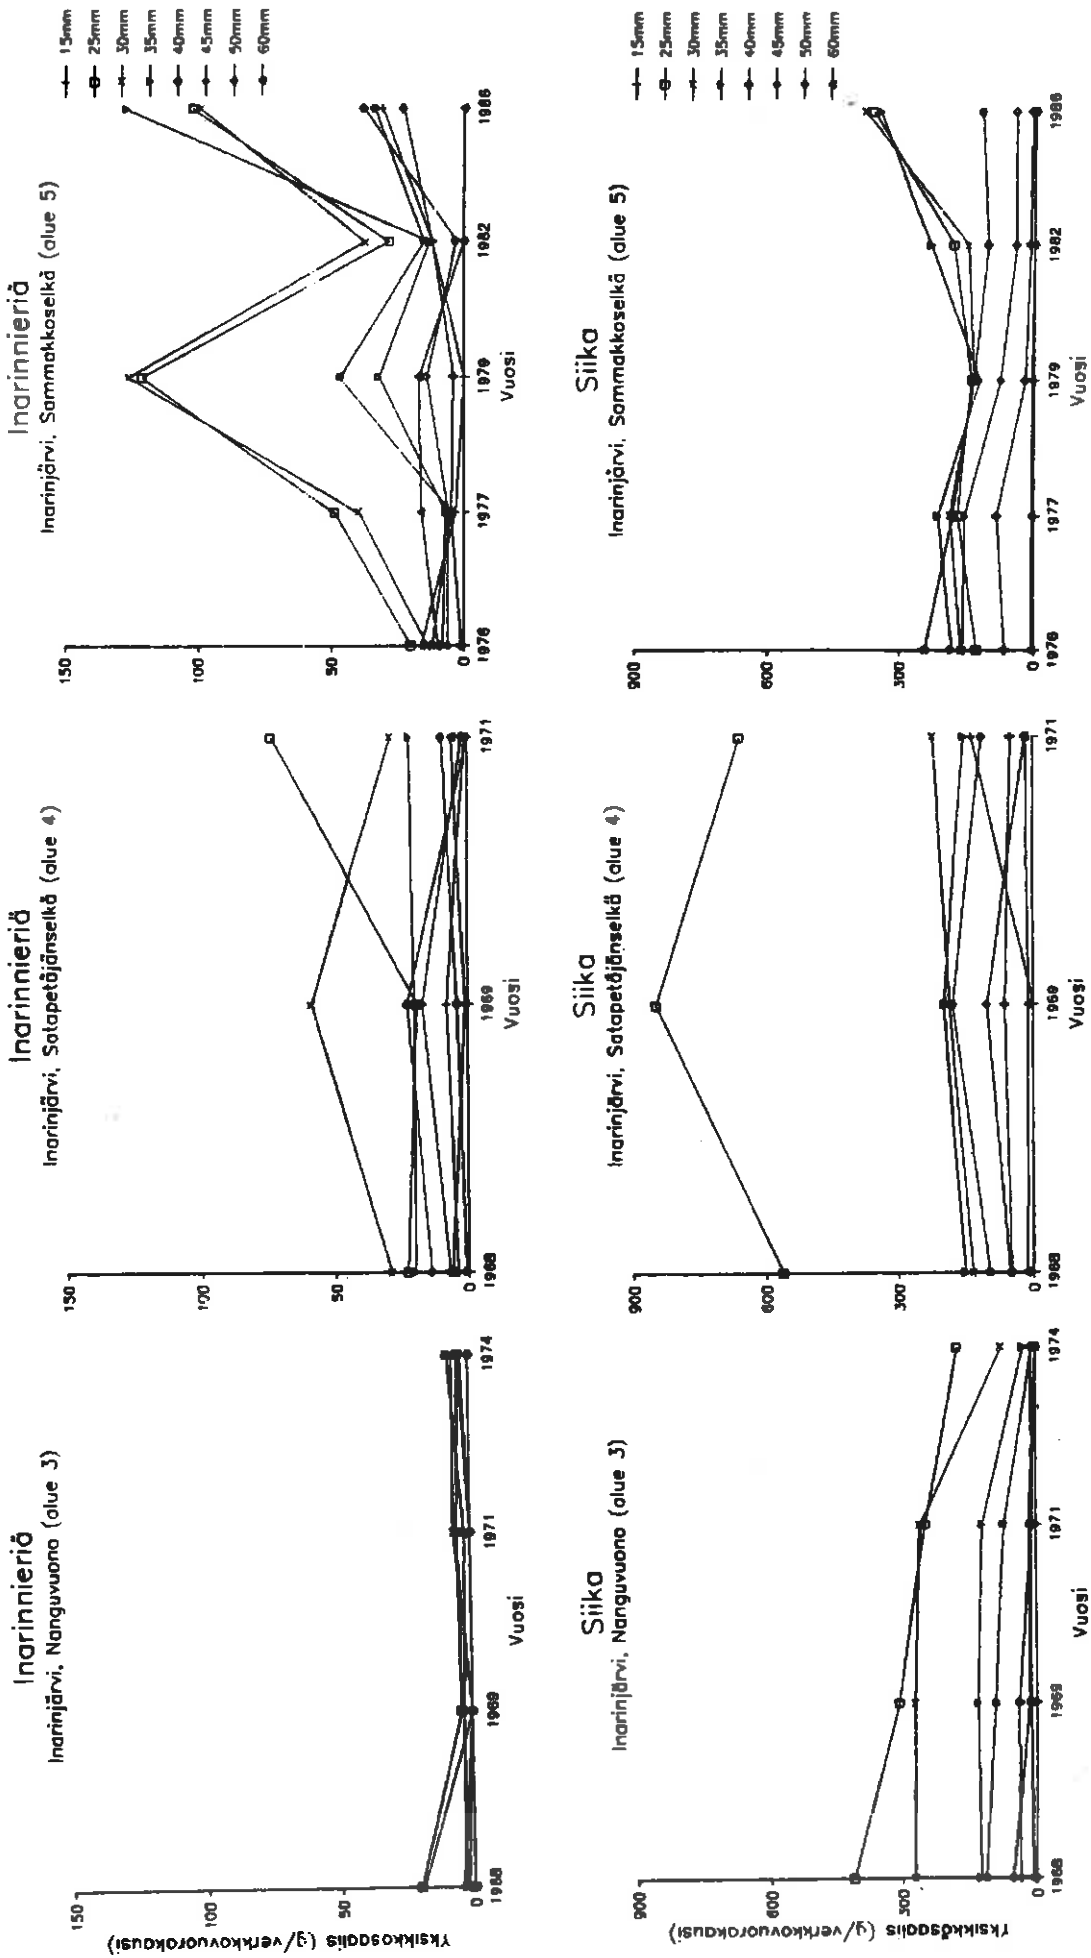 Inarinnieriä
Inarinjärvi, Nanguvuono (alue 3)
Yksikkösaalis (g/verkkovuorokausi)
150
100
50
0
1968
1969
1971
1974
Vuosi
Inarinnieriä
Inarinjärvi, Satapetäjänselkä (alue 4)
150
100
50
0
1968
1969
1971
Vuosi
Inarinnieriä
Inarinjärvi, Sammakkoselkä (alue 5)
150
100
50
0
1976
1977
1979
1982
1986
Vuosi
15mm
25mm
30mm
35mm
40mm
45mm
50mm
60mm
Siika
Inarinjärvi, Nanguvuono (alue 3)
Yksikkösaalis (g/verkkovuorokausi)
900
600
300
0
1968
1969
1971
1974
Vuosi
Siika
Inarinjärvi, Satapetäjänselkä (alue 4)
900
600
300
0
1968
1969
1971
Vuosi
Siika
Inarinjärvi, Sammakkoselkä (alue 5)
900
600
300
0
1976
1977
1979
1982
1986
Vuosi
15mm
25mm
30mm
35mm
40mm
45mm
50mm
60mm